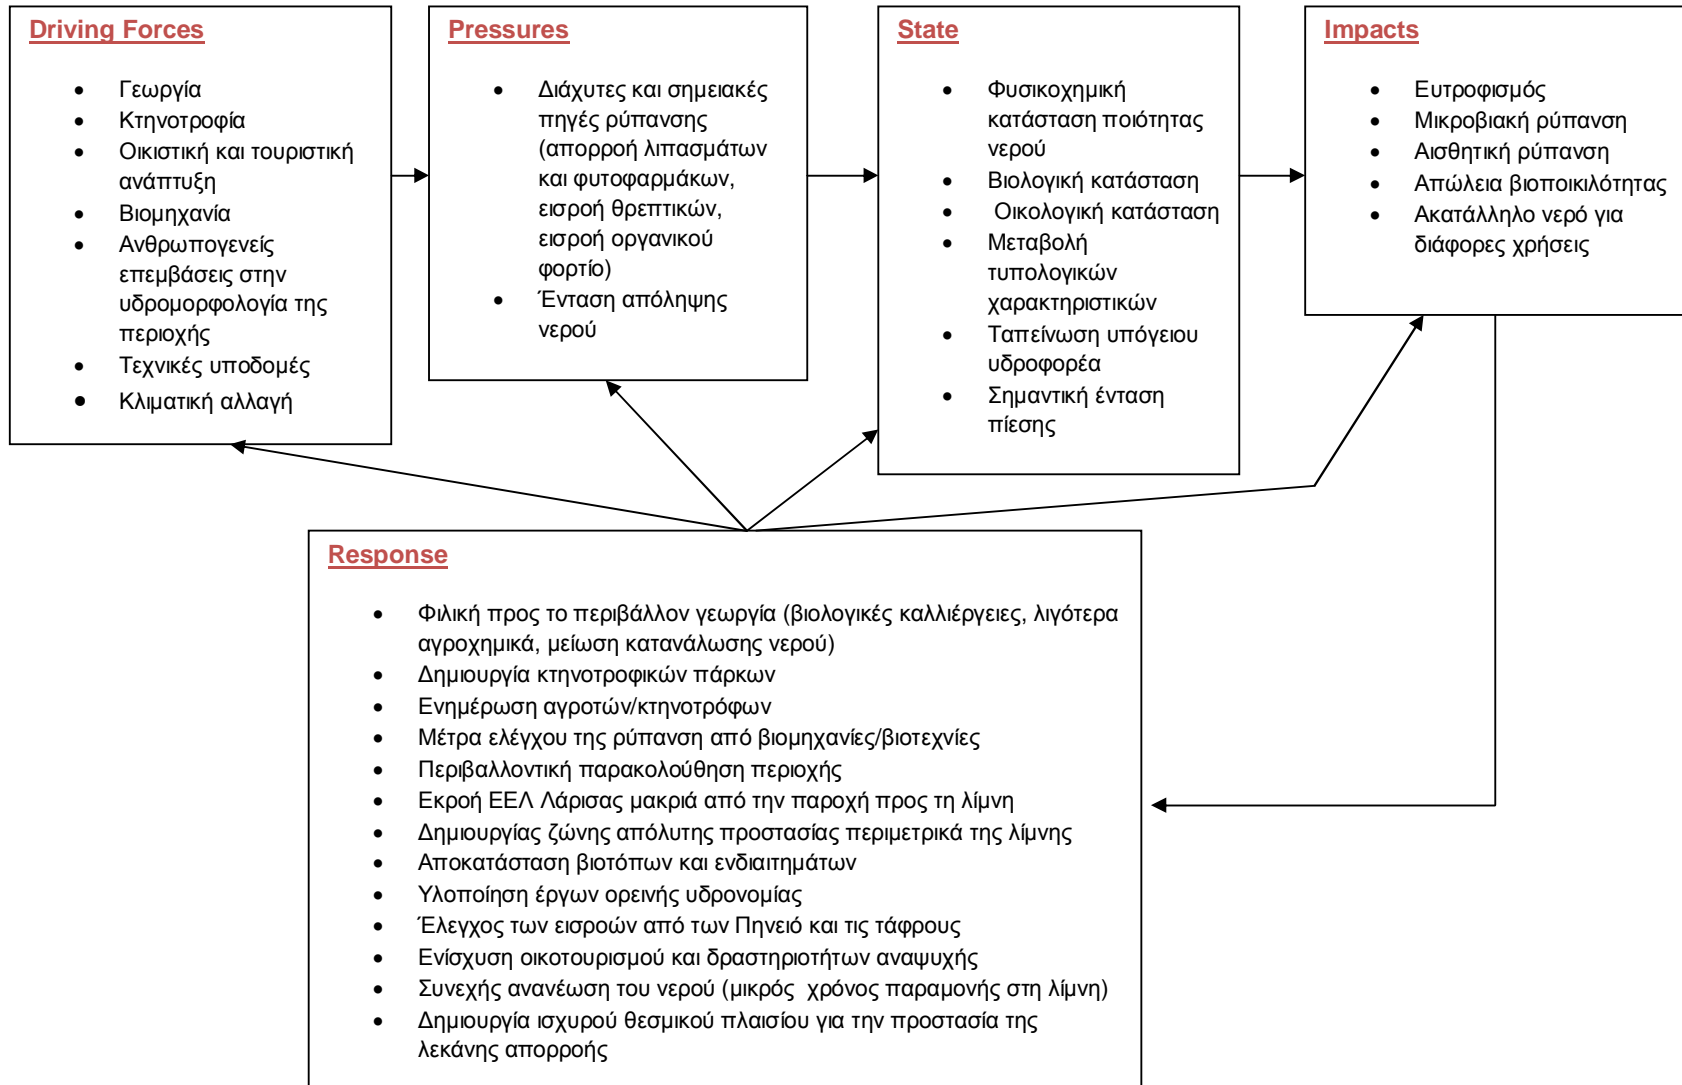 Driving Forces
• Γεωργία
• Κτηνοτροφία
• Οικιστική και τουριστική
ανάπτυξη
• Βιομηχανία
• Ανθρωπογενείς
επεμβάσεις στην
υδρομορφολογία της
περιοχής
• Τεχνικές υποδομές
• Κλιματική αλλαγή
Pressures
• Διάχυτες και σημειακές
πηγές ρύπανσης
(απορροή λιπασμάτων
και φυτοφαρμάκων,
εισροή θρεπτικών,
εισροή οργανικού
φορτίο)
• Ένταση απόληψης
νερού
State
• Φυσικοχημική
κατάσταση ποιότητας
νερού
• Βιολογική κατάσταση
• Οικολογική κατάσταση
• Μεταβολή
τυπολογικών
χαρακτηριστικών
• Ταπείνωση υπόγειου
υδροφορέα
• Σημαντική ένταση
πίεσης
Impacts
• Ευτροφισμός
• Μικροβιακή ρύπανση
• Αισθητική ρύπανση
• Απώλεια βιοποικιλότητας
• Ακατάλληλο νερό για
διάφορες χρήσεις
Response
• Φιλική προς το περιβάλλον γεωργία (βιολογικές καλλιέργειες, λιγότερα
αγροχημικά, μείωση κατανάλωσης νερού)
• Δημιουργία κτηνοτροφικών πάρκων
• Ενημέρωση αγροτών/κτηνοτρόφων
• Μέτρα ελέγχου της ρύπανση από βιομηχανίες/βιοτεχνίες
• Περιβαλλοντική παρακολούθηση περιοχής
• Εκροή ΕΕΛ Λάρισας μακριά από την παροχή προς τη λίμνη
• Δημιουργίας ζώνης απόλυτης προστασίας περιμετρικά της λίμνης
• Αποκατάσταση βιοτόπων και ενδιαιτημάτων
• Υλοποίηση έργων ορεινής υδρονομίας
• Έλεγχος των εισροών από των Πηνειό και τις τάφρους
• Ενίσχυση οικοτουρισμού και δραστηριοτήτων αναψυχής
• Συνεχής ανανέωση του νερού (μικρός χρόνος παραμονής στη λίμνη)
• Δημιουργία ισχυρού θεσμικού πλαισίου για την προστασία της
λεκάνης απορροής